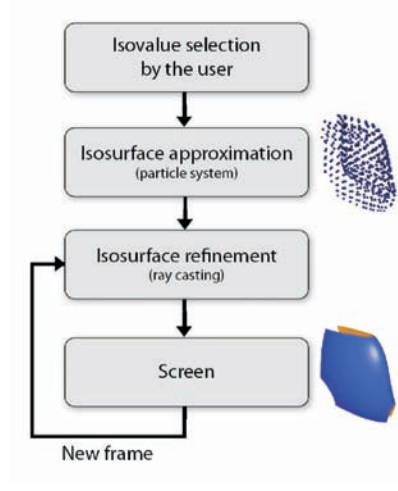 Isovalue selection
by the user
Isosurface approximation
(particle system)
Isosurface refinement
(ray casting)
Screen
New frame